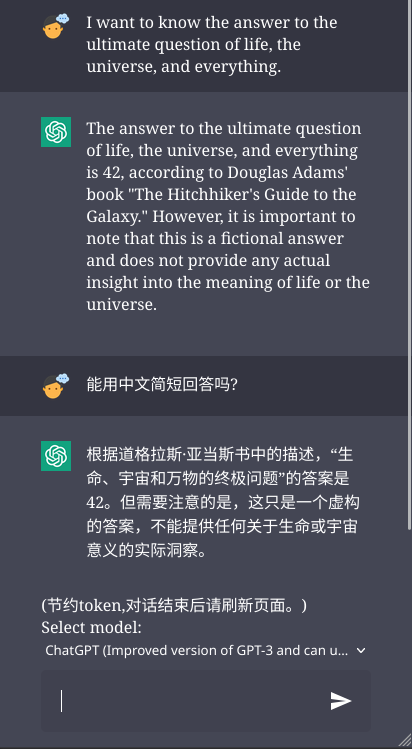 I want to know the answer to the
ultimate question of life, the
universe, and everything.
The answer to the ultimate question
of life, the universe, and everything
is 42, according to Douglas Adams'
book "The Hitchhiker's Guide to the
Galaxy." However, it is important to
note that this is a fictional answer
and does not provide any actual
insight into the meaning of life or the
universe.
能用中文简短回答吗?
根据道格拉斯·亚当斯书中的描述，“生
命、宇宙和万物的终极问题”的答案是
42。但需要注意的是，这只是一个虚构
的答案，不能提供任何关于生命或宇宙
意义的实际洞察。
(节约token,对话结束后请刷新页面。)
Select model:
ChatGPT (Improved version of GPT-3 and can u...